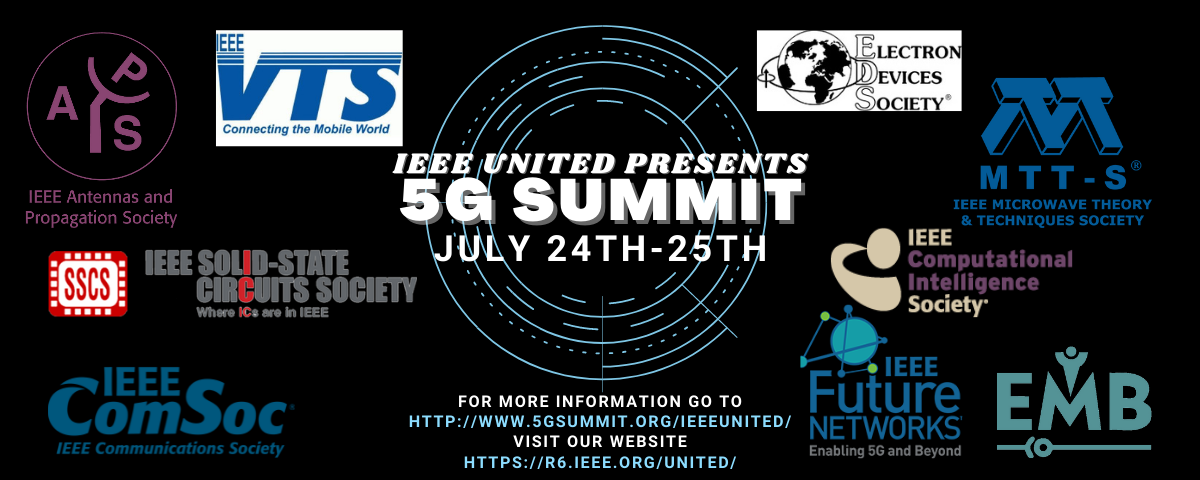 A P S
IEEE Antennas and
Propagation Society
IEEE
VTS
Connecting the Mobile World
ELECTRON
DEVICES
SOCIETY®
MTT-S®
IEEE MICROWAVE THEORY
& TECHNIQUES SOCIETY
IEEE UNITED PRESENTS
5G SUMMIT
JULY 24TH-25TH
SSCS
IEEE SOLID-STATE
CIRCUITS SOCIETY
Where ICs are in IEEE
IEEE
Computational
Intelligence
Society
IEEE
ComSoc
IEEE Communications Society
FOR MORE INFORMATION GO TO
HTTP://WWW.5GSUMMIT.ORG/IEEEUNITED/
VISIT OUR WEBSITE
HTTPS://R6.IEEE.ORG/UNITED/
IEEE
Future
NETWORKS
Enabling 5G and Beyond
EMB